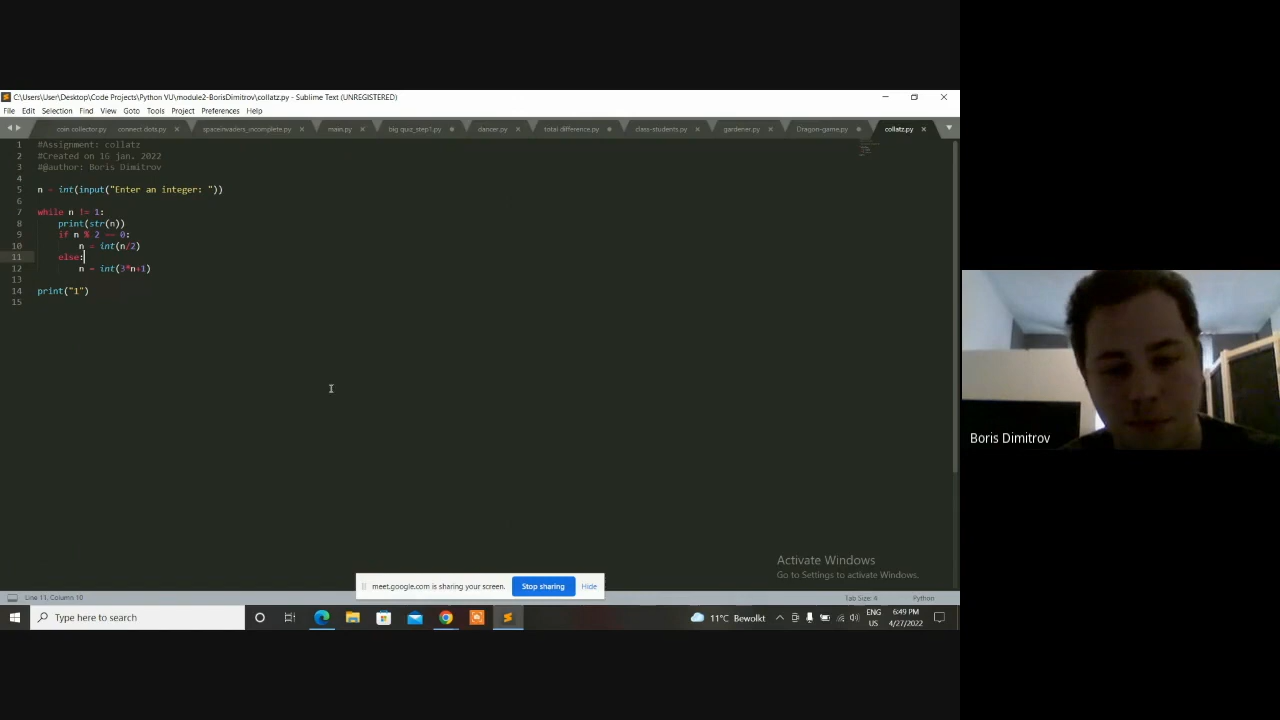 C:\Users\User\Desktop\Code Projects\Python VU\module2-BorisDimitrov\collatz.py - Sublime Text (UNREGISTERED)
File Edit Selection Find View Goto Tools Project Preferences Help
coin collector.py connect dots.py spaceinvaders_incomplete.py main.py big quiz_step1.py dancer.py total difference.py class-students.py gardener.py Dragon-game.py collatz.py
1 #Assignment: collatz
2 #Created on 16 jan. 2022
3 #@author: Boris Dimitrov
4
5 n = int(input("Enter an integer: "))
6
7 while n != 1:
8 print(str(n))
9 if n % 2 == 0:
10 n = int(n/2)
11 else:
12 n = int(3*n+1)
13
14 print("1")
15
Boris Dimitrov
Activate Windows
Go to Settings to activate Windows.
meet.google.com is sharing your screen. Stop sharing Hide
Line 11, Column 10 Tab Size: 4 Python
Type here to search 11°C Bewolkt ENG 6:49 PM
US 4/27/2022